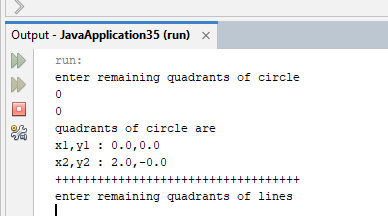 Output - JavaApplication35 (run) ×
run:
enter remaining quadrants of circle
0
0
quadrants of circle are
x1,y1 : 0.0,0.0
x2,y2 : 2.0,-0.0
+++++++++++++++++++++++++++++++++++
enter remaining quadrants of lines